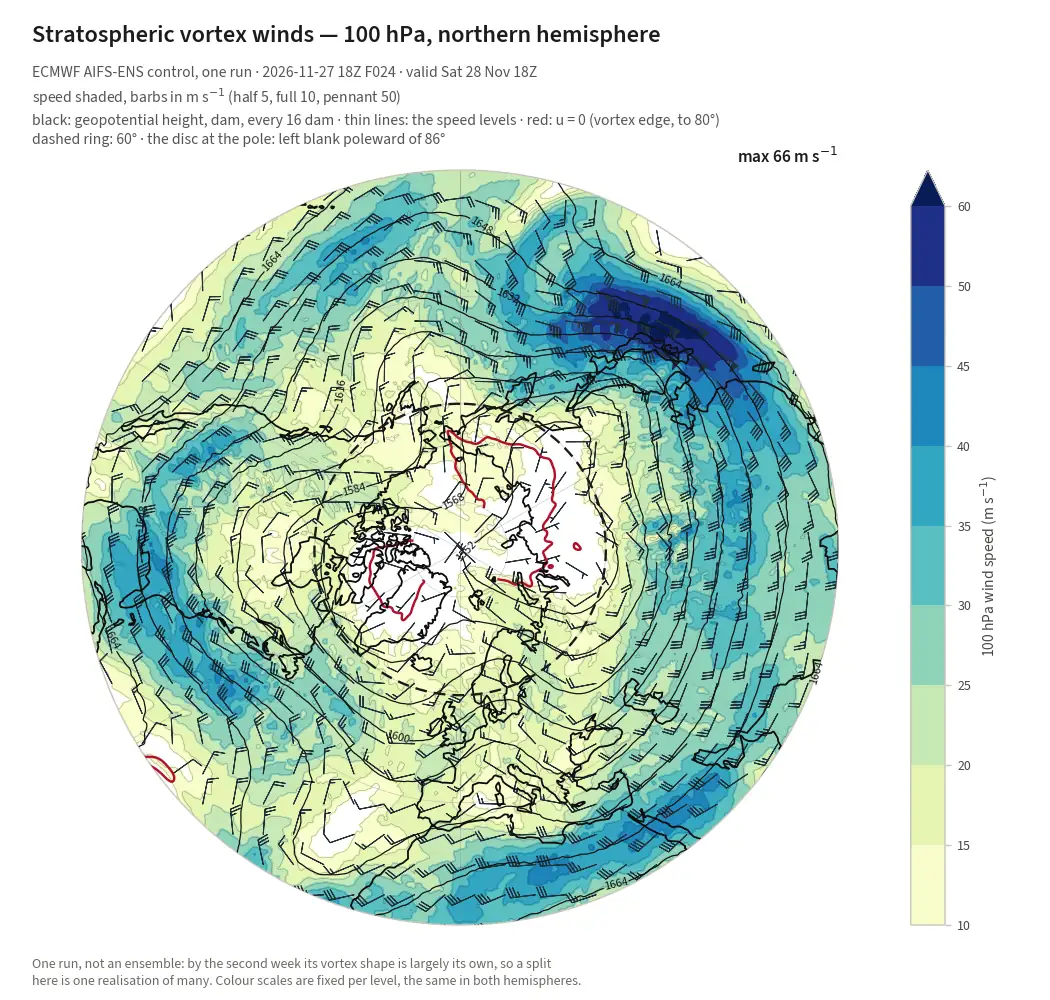 Stratospheric vortex winds — 100 hPa, northern hemisphere
ECMWF AIFS-ENS control, one run · 2026-11-27 18Z F024 · valid Sat 28 Nov 18Z
speed shaded, barbs in m s⁻¹ (half 5, full 10, pennant 50)
black: geopotential height, dam, every 16 dam · thin lines: the speed levels · red: u = 0 (vortex edge, to 80°)
dashed ring: 60° · the disc at the pole: left blank poleward of 86°
max 66 m s⁻¹
60
50
45
40
35
30
25
20
15
10
100 hPa wind speed (m s⁻¹)
1648
1664
1664
1632
1616
1584
1568
1552
1664
1664
1600
1664
One run, not an ensemble: by the second week its vortex shape is largely its own, so a split
here is one realisation of many. Colour scales are fixed per level, the same in both hemispheres.